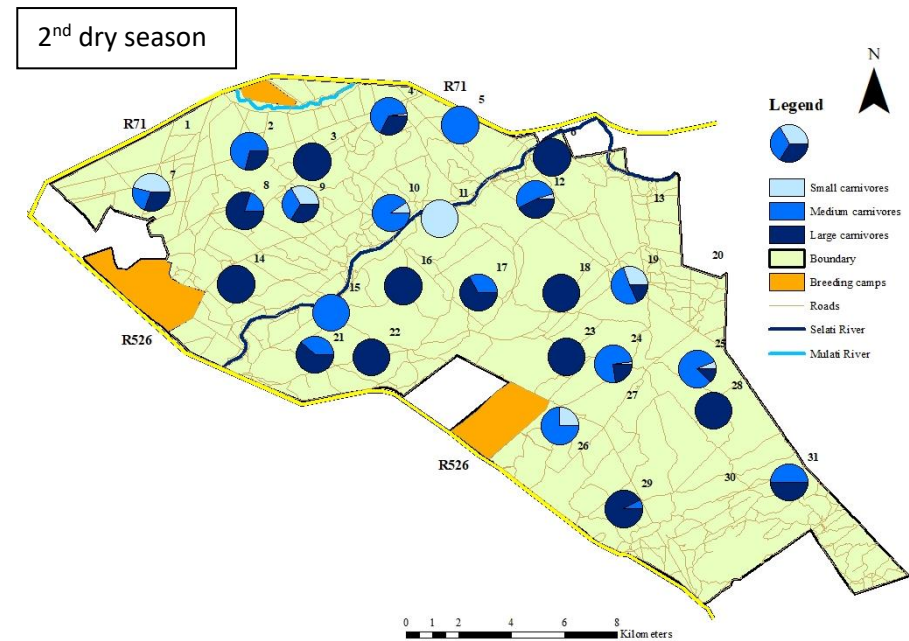 2nd dry season
N
R71
R71
1
2
3
4
5
6
7
8
9
10
11
12
13
14
15
16
17
18
19
20
21
22
23
24
25
26
27
28
29
30
31
R526
R526
Legend
Small carnivores
Medium carnivores
Large carnivores
Boundary
Breeding camps
Roads
Selati River
Mulati River
0 2 4 6 8
Kilometers